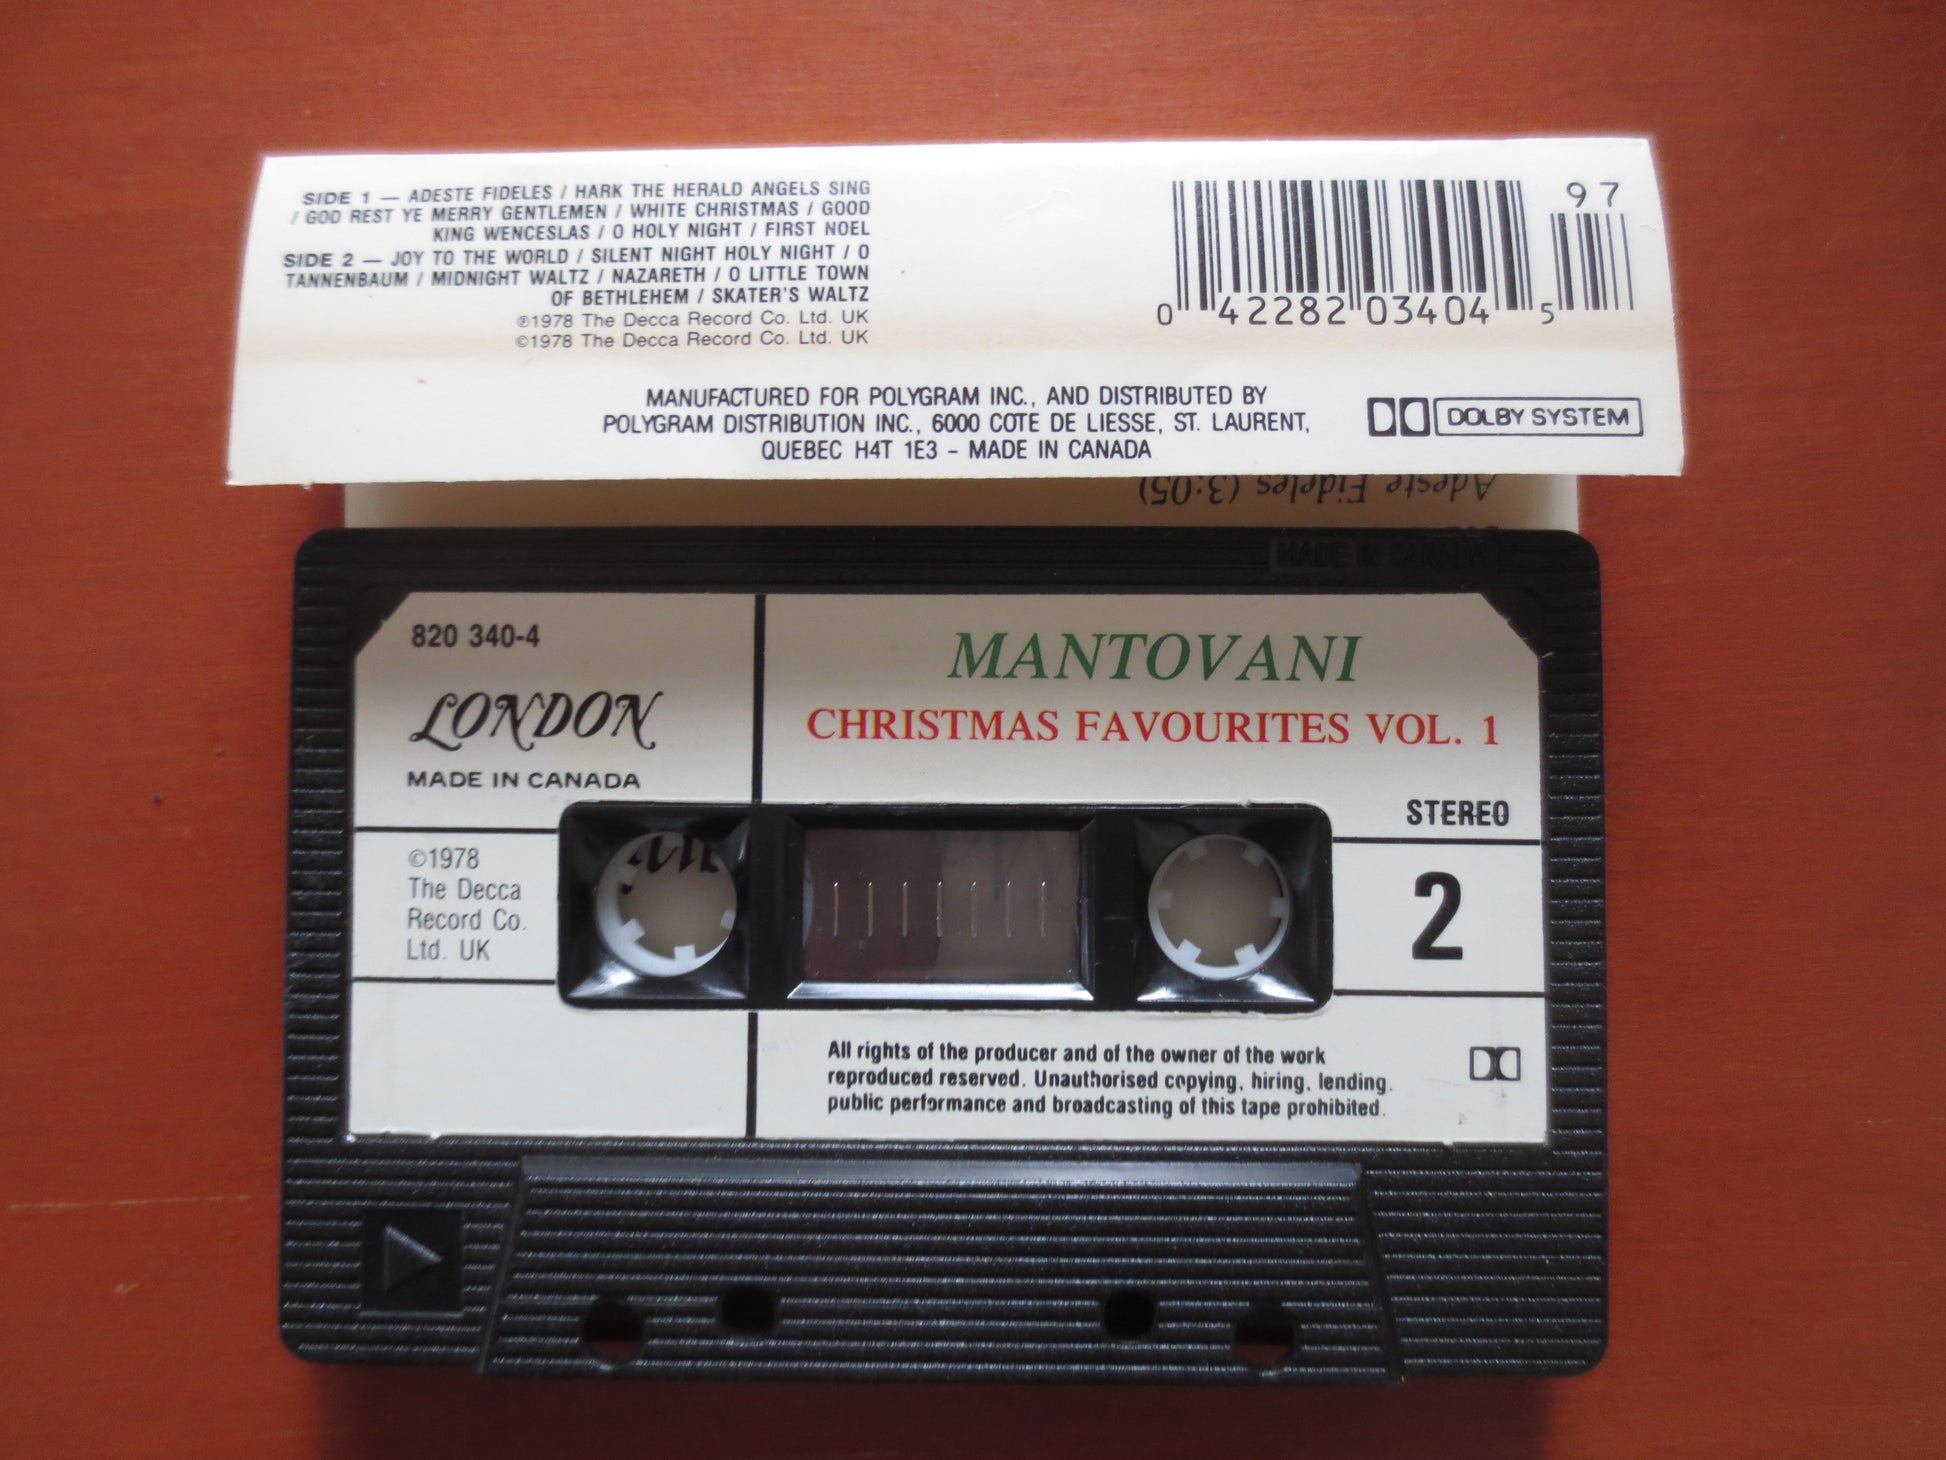 SIDE 1 — ADESTE FIDELES / HARK THE HERALD ANGELS SING
/ GOD REST YE MERRY GENTLEMEN / WHITE CHRISTMAS / GOOD
KING WENCESLAS / O HOLY NIGHT / FIRST NOEL
SIDE 2 — JOY TO THE WORLD / SILENT NIGHT HOLY NIGHT / O
TANNENBAUM / MIDNIGHT WALTZ / NAZARETH / O LITTLE TOWN
OF BETHLEHEM / SKATER'S WALTZ
℗1978 The Decca Record Co. Ltd. UK
©1978 The Decca Record Co. Ltd. UK
97
0 42282 03404 5
MANUFACTURED FOR POLYGRAM INC., AND DISTRIBUTED BY
POLYGRAM DISTRIBUTION INC., 6000 COTE DE LIESSE, ST. LAURENT,
QUEBEC H4T 1E3 – MADE IN CANADA
DOLBY SYSTEM
Adeste Fideles (3:05)
MADE IN CANADA
820 340-4
LONDON
MADE IN CANADA
MANTOVANI
CHRISTMAS FAVOURITES VOL. 1
STEREO
©1978
The Decca
Record Co.
Ltd. UK
2
All rights of the producer and of the owner of the work
reproduced reserved. Unauthorised copying, hiring, lending,
public performance and broadcasting of this tape prohibited.